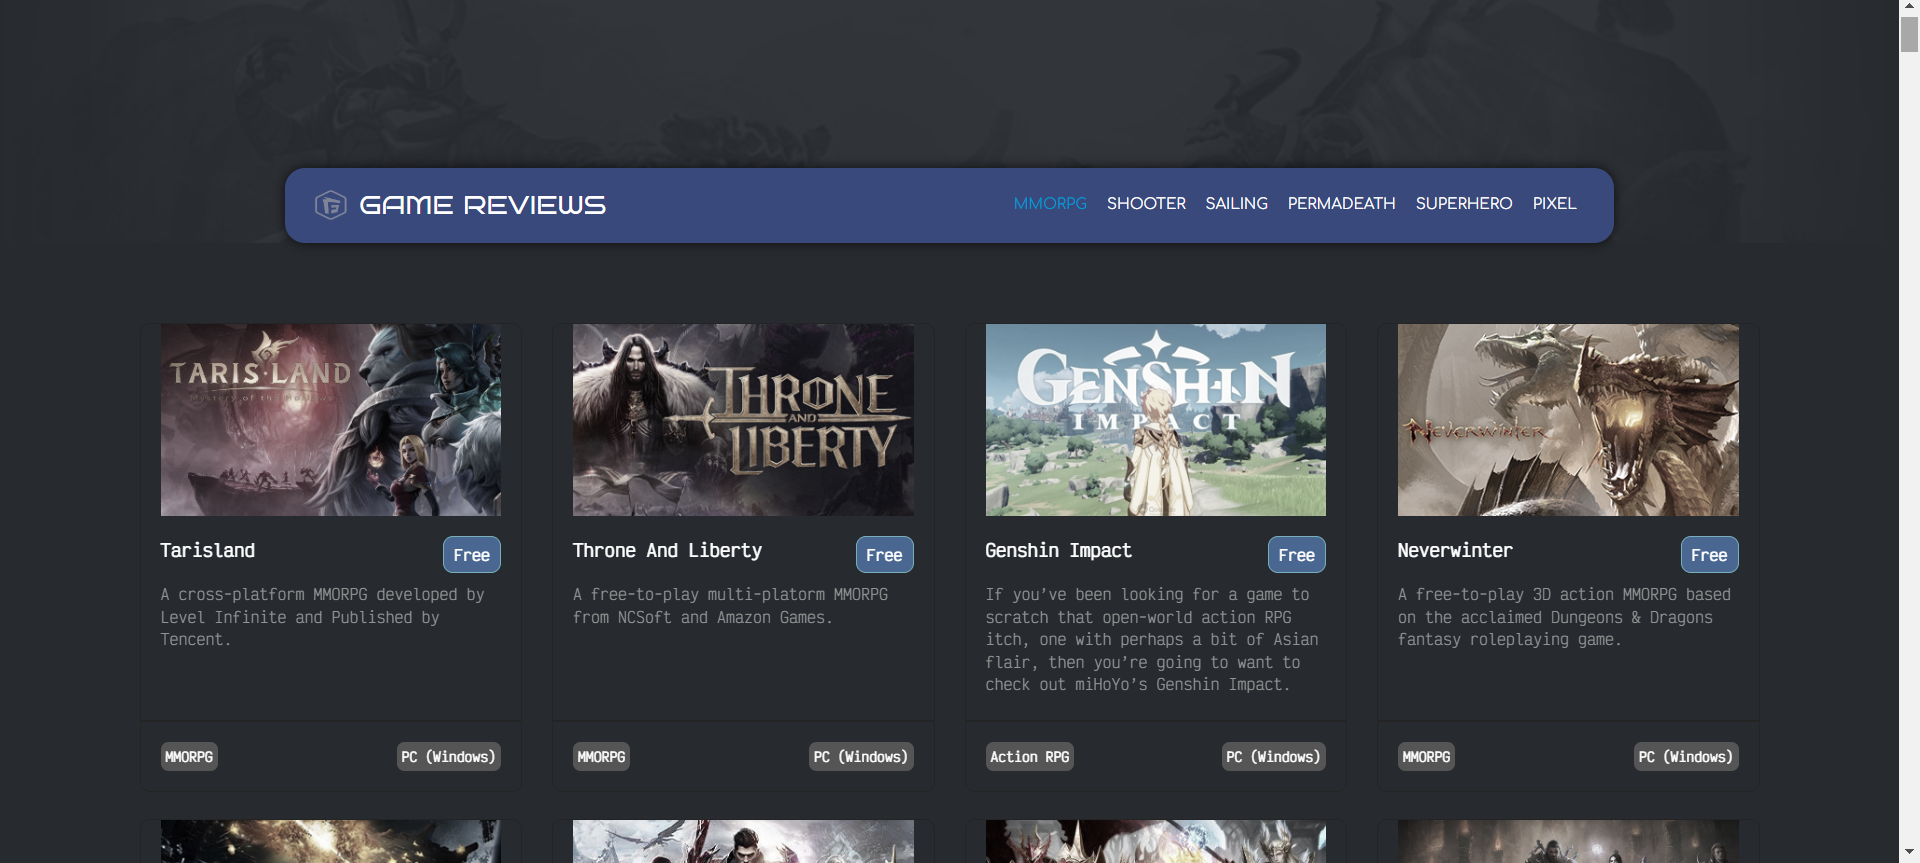 GAME REVIEWS
MMORPG SHOOTER SAILING PERMADEATH SUPERHERO PIXEL
TARISLAND
THRONE
AND
LIBERTY
GENSHIN
IMPACT
NEVERWINTER
Tarisland
Free
A cross-platform MMORPG developed by
Level Infinite and Published by
Tencent.
MMORPG
PC (Windows)
Throne And Liberty
Free
A free-to-play multi-platorm MMORPG
from NCSoft and Amazon Games.
MMORPG
PC (Windows)
Genshin Impact
Free
If you’ve been looking for a game to
scratch that open-world action RPG
itch, one with perhaps a bit of Asian
flair, then you’re going to want to
check out miHoYo’s Genshin Impact.
Action RPG
PC (Windows)
Neverwinter
Free
A free-to-play 3D action MMORPG based
on the acclaimed Dungeons & Dragons
fantasy roleplaying game.
MMORPG
PC (Windows)